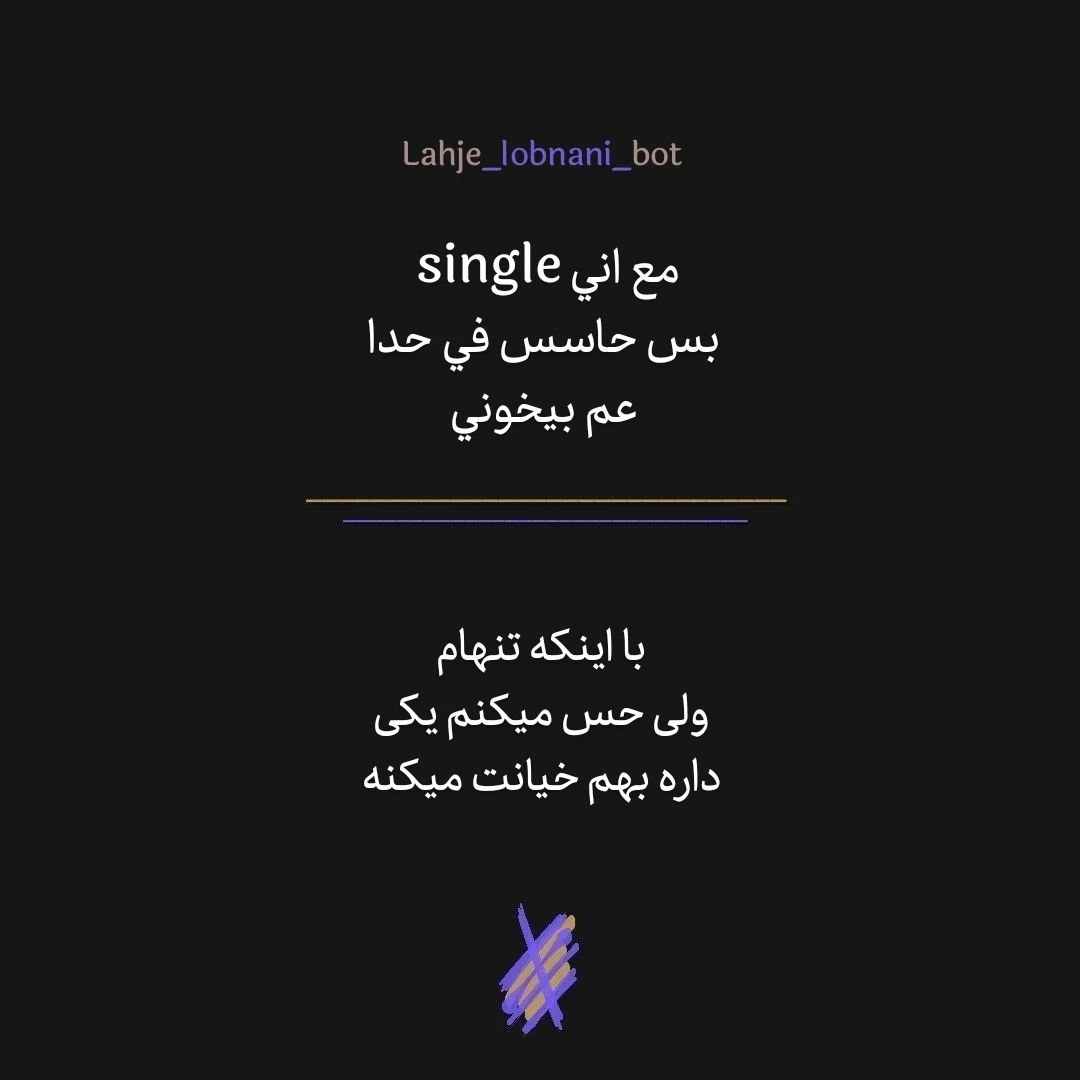 Lahje_lobnani_bot
مع اني single
بس حاسس في حدا
عم بيخوني
با اینکه تنهام
ولی حس میکنم یکی
داره بهم خیانت میکنه